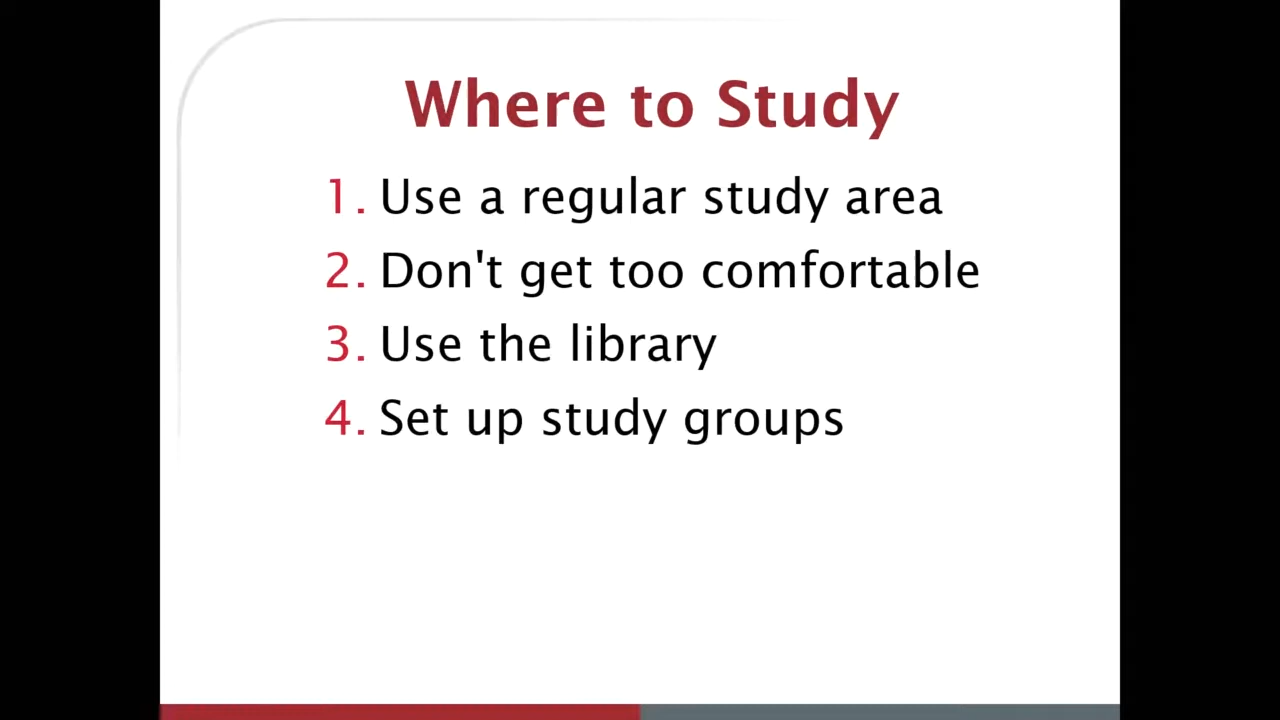 Where to Study
1. Use a regular study area
2. Don't get too comfortable
3. Use the library
4. Set up study groups